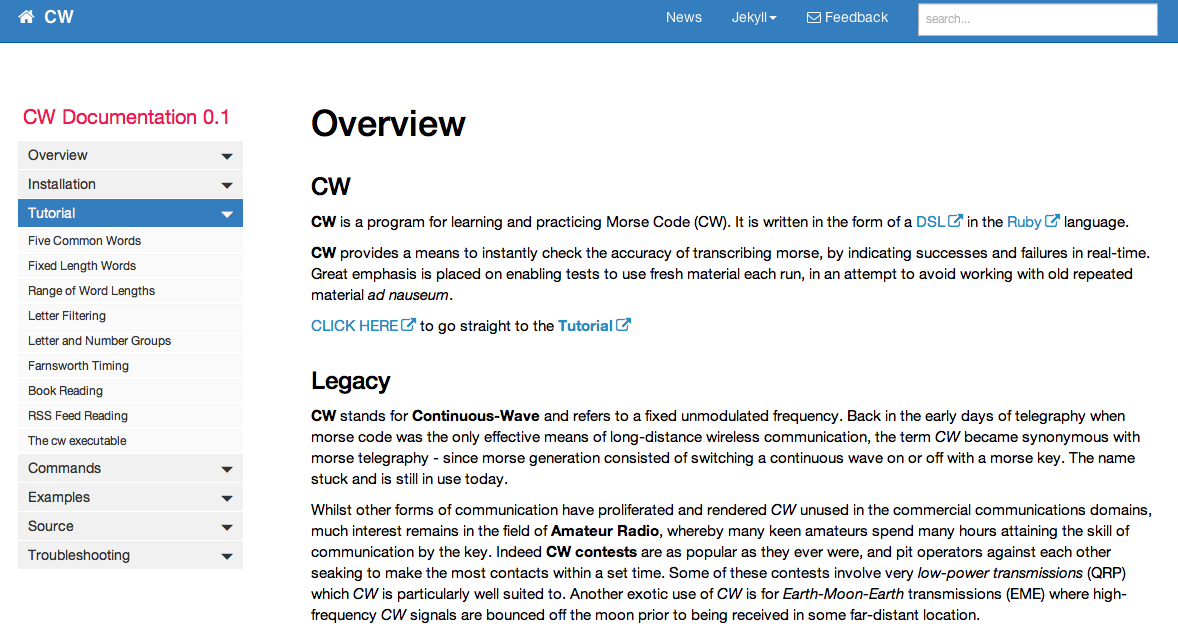 CW
News
Jekyll
Feedback
search...
CW Documentation 0.1
Overview
Installation
Tutorial
Five Common Words
Fixed Length Words
Range of Word Lengths
Letter Filtering
Letter and Number Groups
Farnsworth Timing
Book Reading
RSS Feed Reading
The cw executable
Commands
Examples
Source
Troubleshooting
Overview
CW
CW is a program for learning and practicing Morse Code (CW). It is written in the form of a DSL in the Ruby language.
CW provides a means to instantly check the accuracy of transcribing morse, by indicating successes and failures in real-time.
Great emphasis is placed on enabling tests to use fresh material each run, in an attempt to avoid working with old repeated
material ad nauseum.
CLICK HERE to go straight to the Tutorial
Legacy
CW stands for Continuous-Wave and refers to a fixed unmodulated frequency. Back in the early days of telegraphy when
morse code was the only effective means of long-distance wireless communication, the term CW became synonymous with
morse telegraphy - since morse generation consisted of switching a continuous wave on or off with a morse key. The name
stuck and is still in use today.
Whilst other forms of communication have proliferated and rendered CW unused in the commercial communications domains,
much interest remains in the field of Amateur Radio, whereby many keen amateurs spend many hours attaining the skill of
communication by the key. Indeed CW contests are as popular as they ever were, and pit operators against each other
seaking to make the most contacts within a set time. Some of these contests involve very low-power transmissions (QRP)
which CW is particularly well suited to. Another exotic use of CW is for Earth-Moon-Earth transmissions (EME) where high-
frequency CW signals are bounced off the moon prior to being received in some far-distant location.